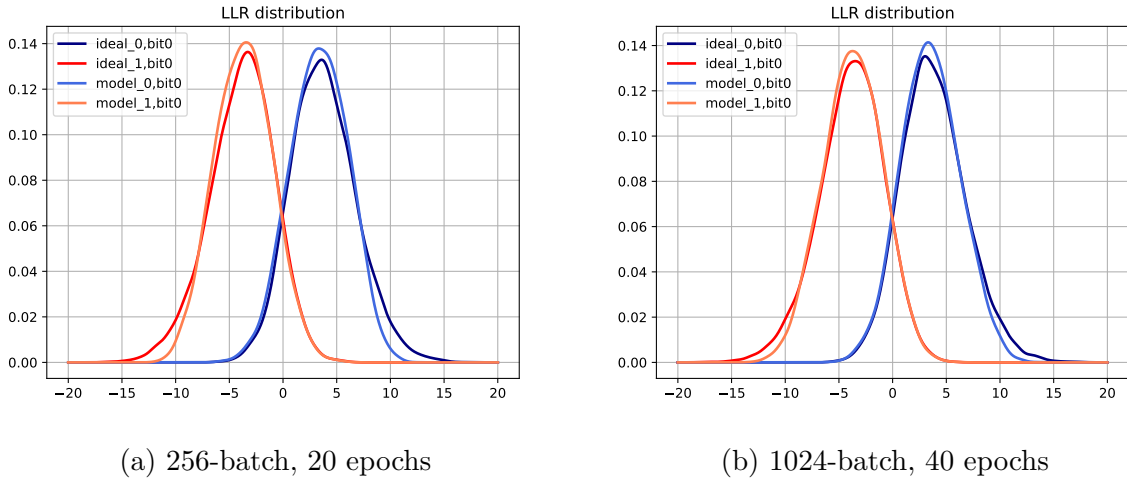 LLR distribution
ideal_0,bit0
ideal_1,bit0
model_0,bit0
model_1,bit0
0.14
0.12
0.10
0.08
0.06
0.04
0.02
0.00
−20 −15 −10 −5 0 5 10 15 20
(a) 256-batch, 20 epochs
LLR distribution
ideal_0,bit0
ideal_1,bit0
model_0,bit0
model_1,bit0
0.14
0.12
0.10
0.08
0.06
0.04
0.02
0.00
−20 −15 −10 −5 0 5 10 15 20
(b) 1024-batch, 40 epochs